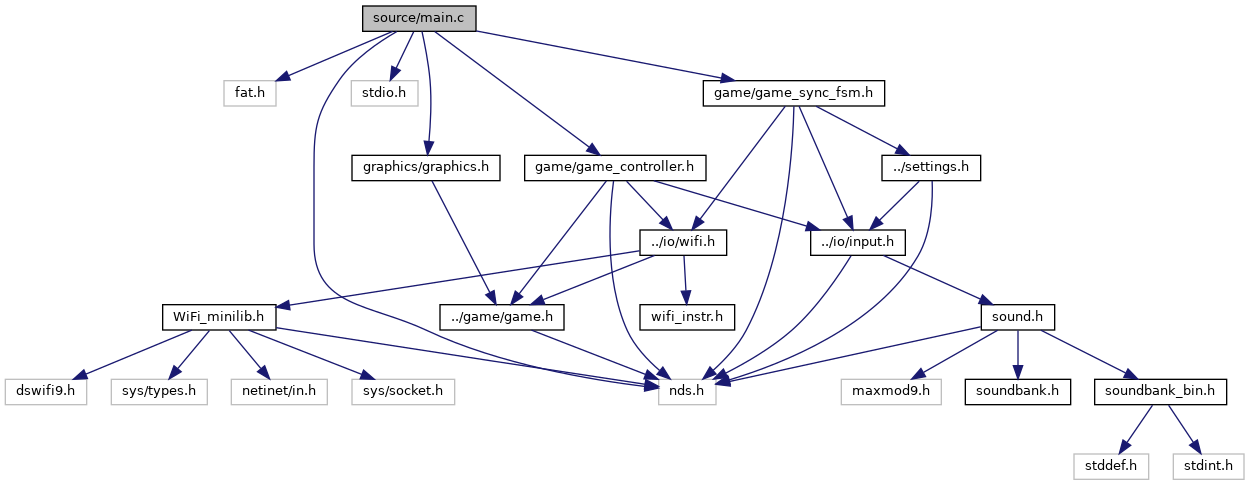 source/main.c
fat.h
stdio.h
game/game_sync_fsm.h
graphics/graphics.h
game/game_controller.h
../settings.h
../io/wifi.h
../io/input.h
WiFi_minilib.h
../game/game.h
wifi_instr.h
sound.h
dswifi9.h
sys/types.h
netinet/in.h
sys/socket.h
nds.h
maxmod9.h
soundbank.h
soundbank_bin.h
stddef.h
stdint.h